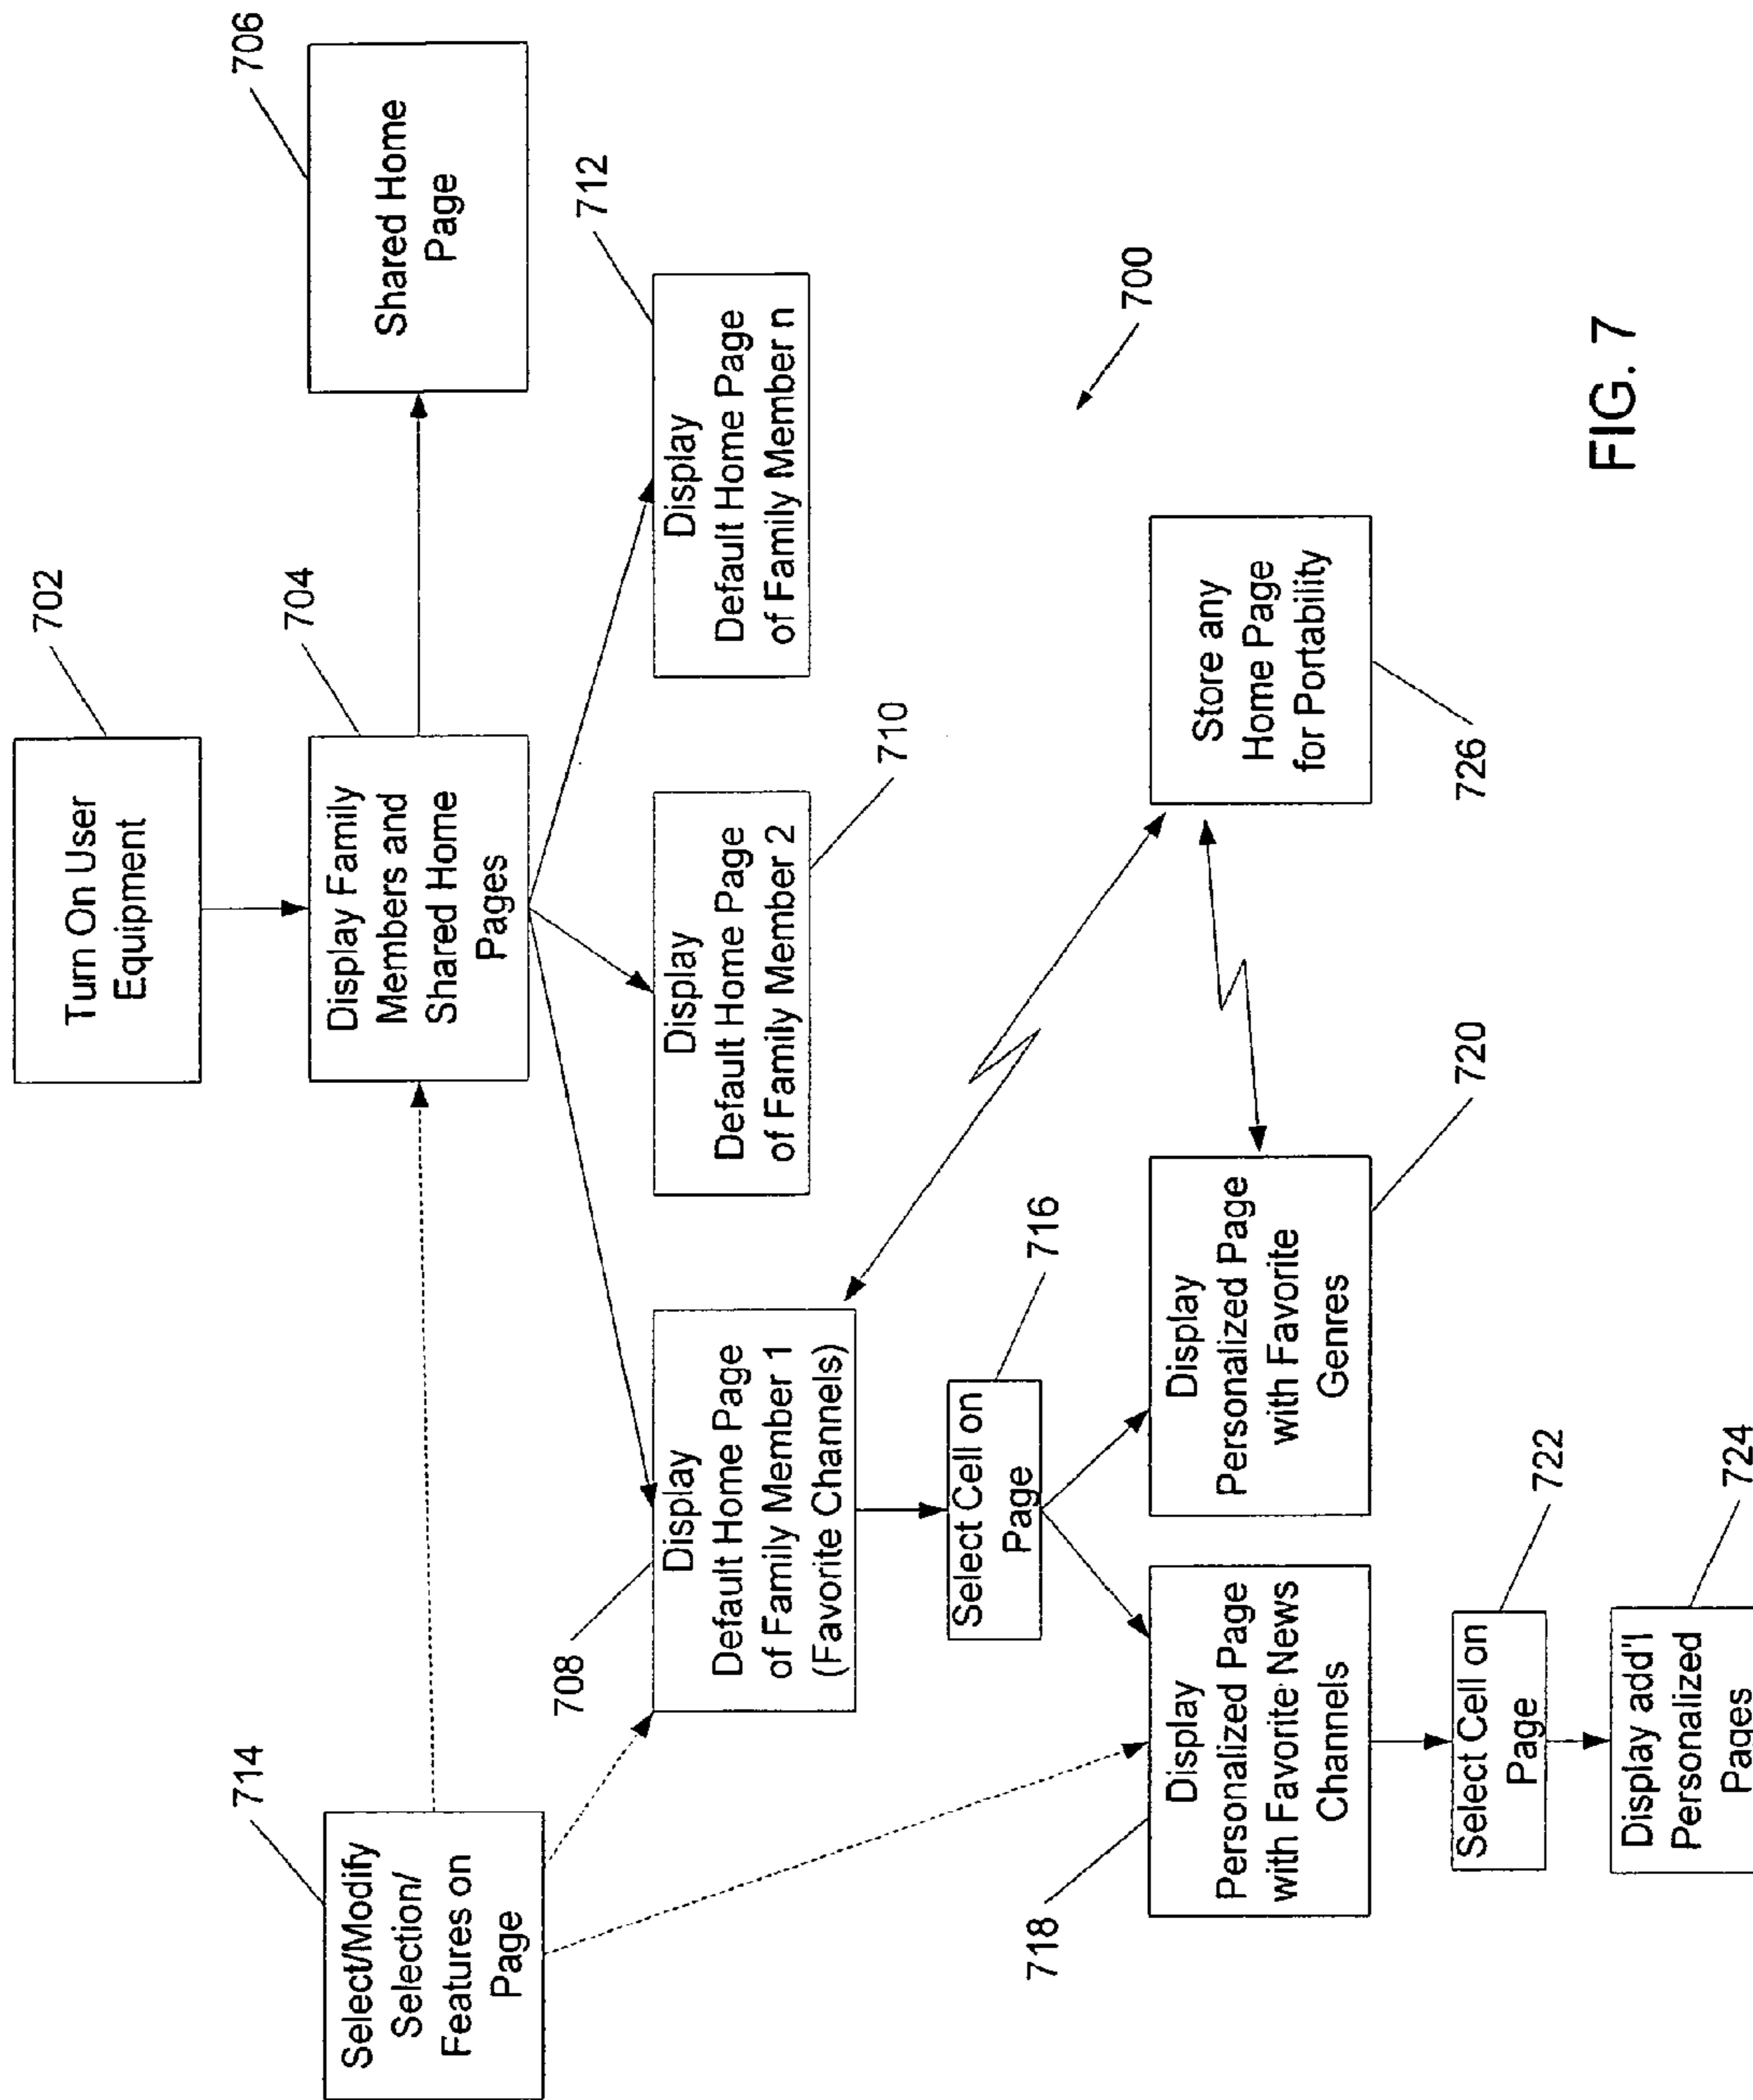 702
Turn On User
Equipment
704
Display Family
Members and
Shared Home
Pages
706
Shared Home
Page
714
Select/Modify
Selection/
Features on
Page
708
Display
Default Home Page
of Family Member 1
(Favorite Channels)
710
Display
Default Home Page
of Family Member 2
712
Display
Default Home Page
of Family Member n
716
Select Cell on
Page
700
718
Display
Personalized Page
with Favorite News
Channels
720
Display
Personalized Page
with Favorite
Genres
726
Store any
Home Page
for Portability
722
Select Cell on
Page
724
Display add'l
Personalized
Pages
FIG. 7